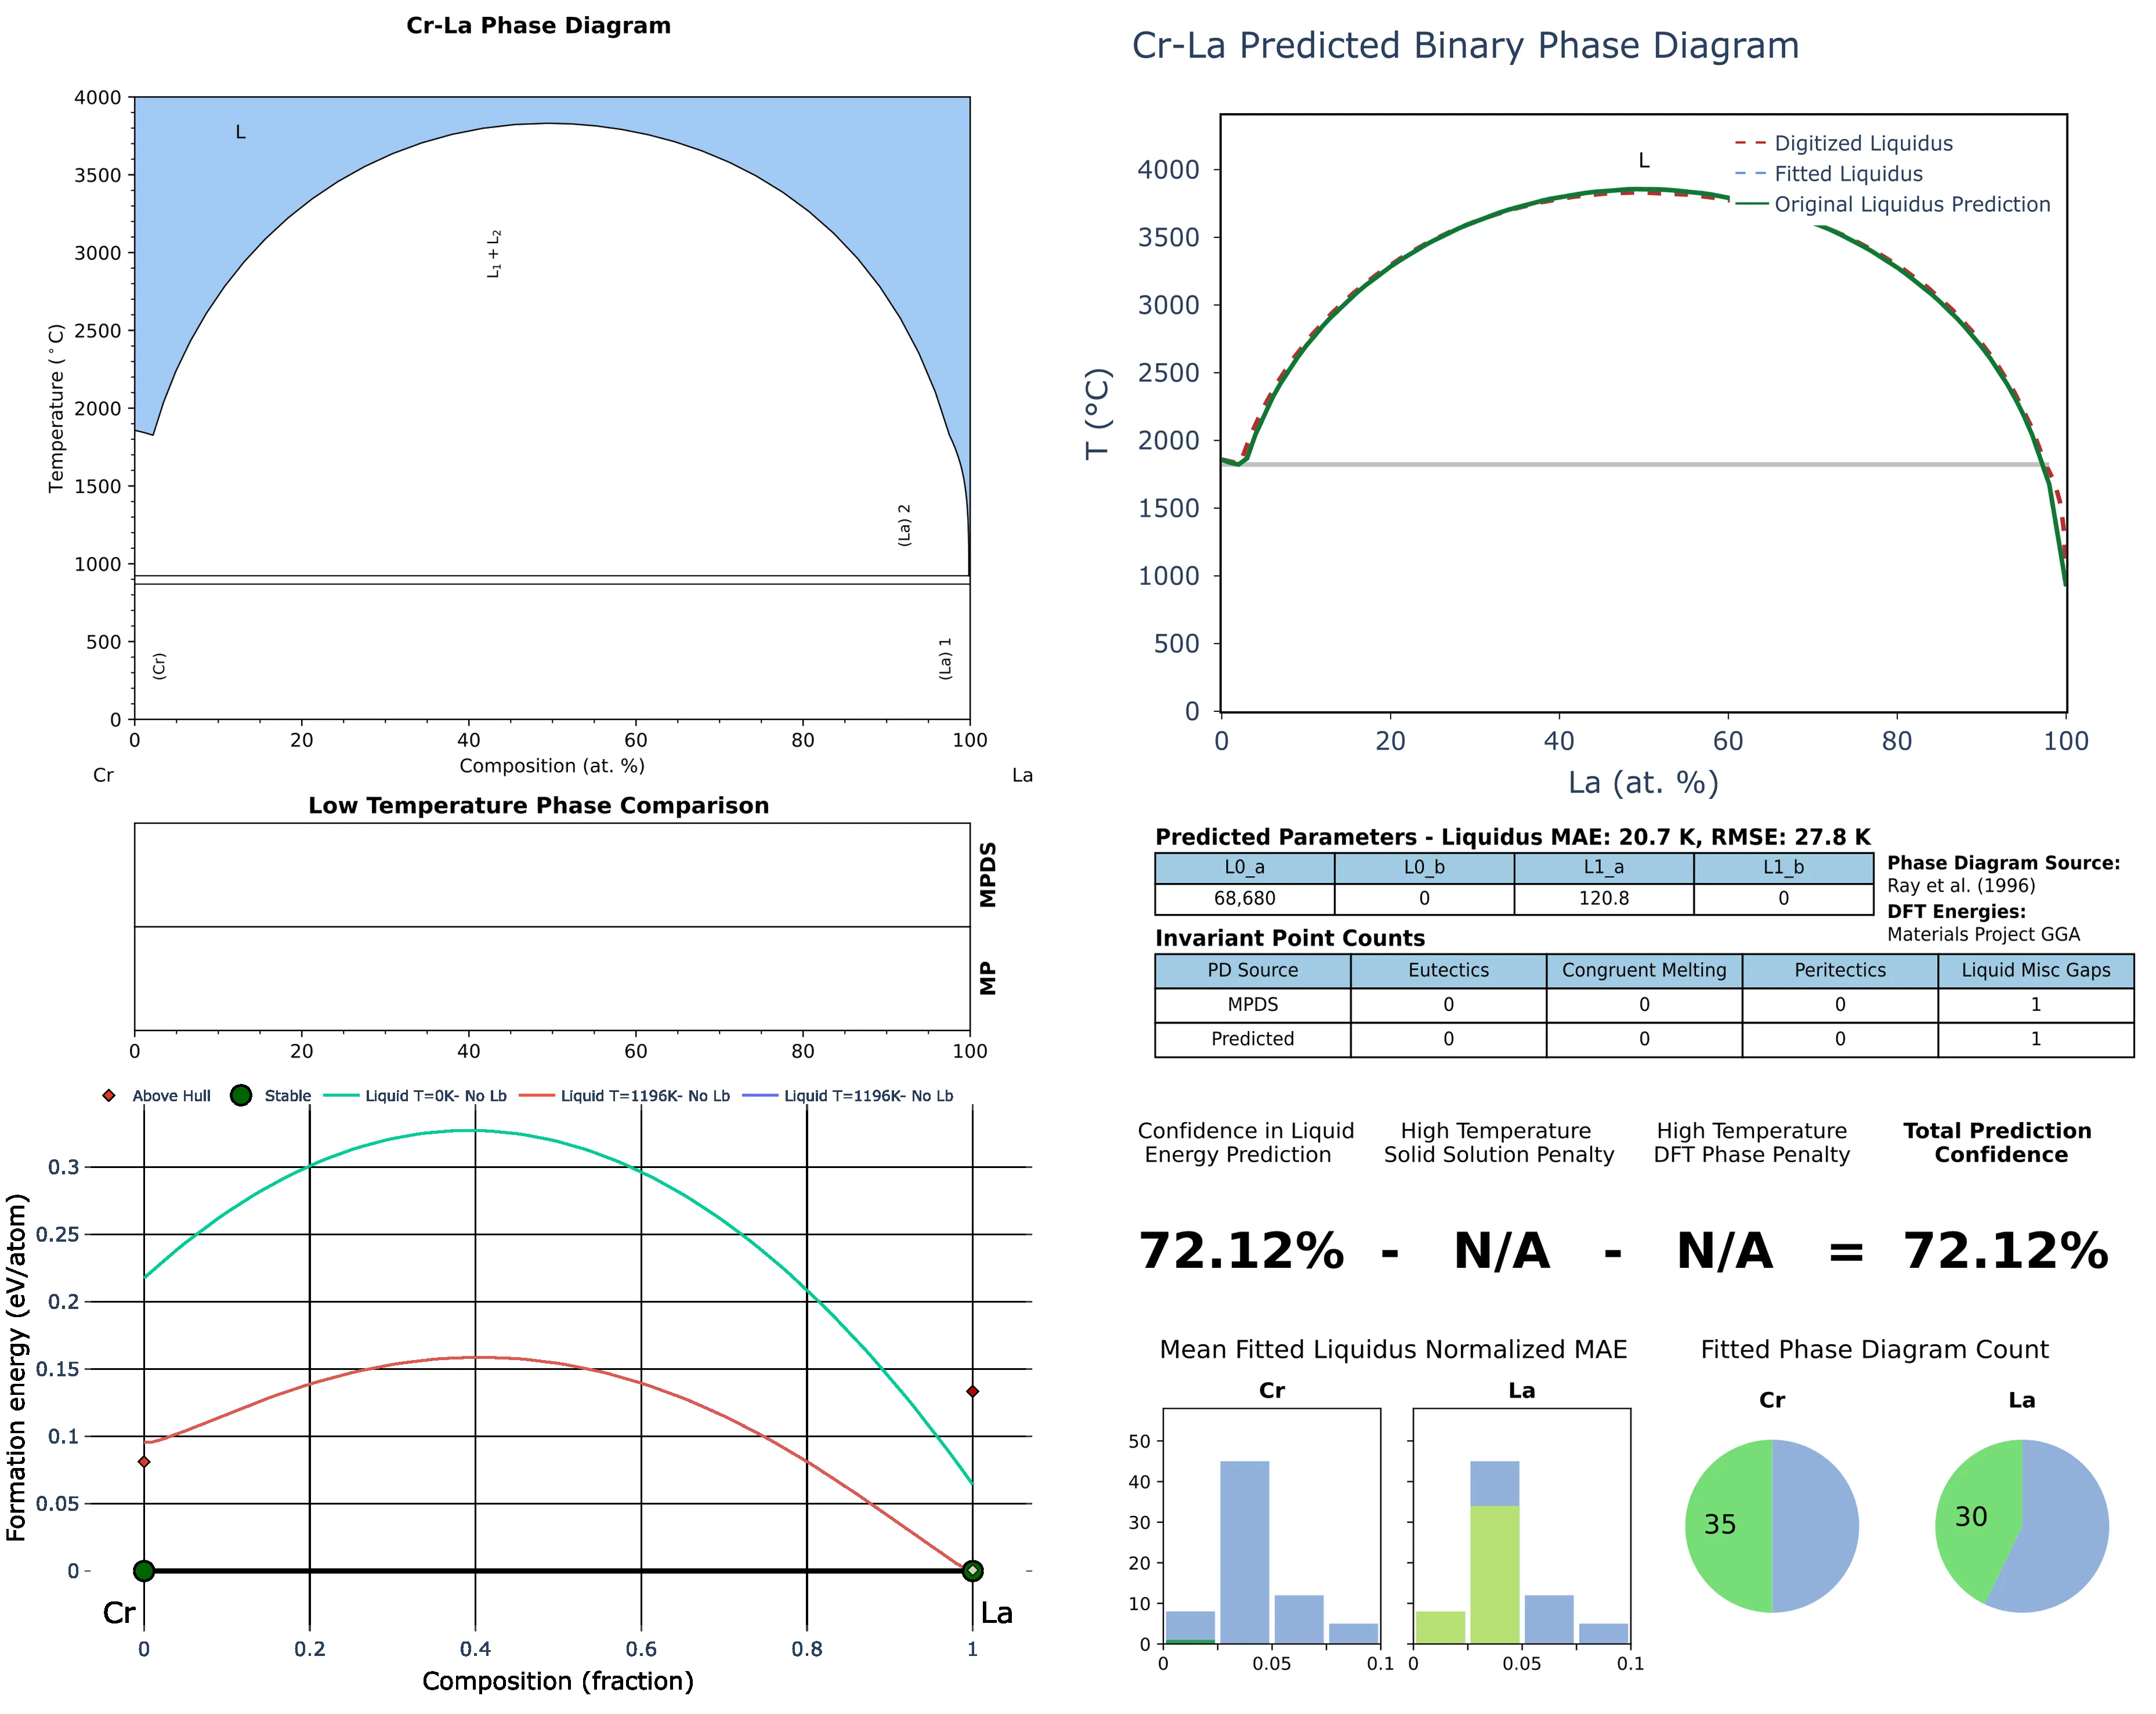 Cr-La Phase Diagram
4000
3500
3000
2500
2000
1500
1000
500
0
Temperature (°C)
L
L1 + L2
(La) 2
(Cr)
(La) 1
0 20 40 60 80 100
Composition (at. %)
Cr La
Low Temperature Phase Comparison
MPDS
MP
0 20 40 60 80 100
Above Hull Stable Liquid T=0K- No Lb Liquid T=1196K- No Lb Liquid T=1196K- No Lb
0.3
0.25
0.2
0.15
0.1
0.05
0
Formation energy (eV/atom)
Cr La
0 0.2 0.4 0.6 0.8 1
Composition (fraction)
Cr-La Predicted Binary Phase Diagram
L
Digitized Liquidus
Fitted Liquidus
Original Liquidus Prediction
4000
3500
3000
2500
2000
1500
1000
500
0
T (°C)
0 20 40 60 80 100
La (at. %)
Predicted Parameters - Liquidus MAE: 20.7 K, RMSE: 27.8 K
L0_a L0_b L1_a L1_b
68,680 0 120.8 0
Phase Diagram Source:
Ray et al. (1996)
DFT Energies:
Materials Project GGA
Invariant Point Counts
PD Source Eutectics Congruent Melting Peritectics Liquid Misc Gaps
MPDS 0 0 0 1
Predicted 0 0 0 1
Confidence in Liquid
Energy Prediction
High Temperature
Solid Solution Penalty
High Temperature
DFT Phase Penalty
Total Prediction
Confidence
72.12% - N/A - N/A = 72.12%
Mean Fitted Liquidus Normalized MAE
Cr La
50
40
30
20
10
0
0 0.05 0.1 0 0.05 0.1
Fitted Phase Diagram Count
Cr La
35 30